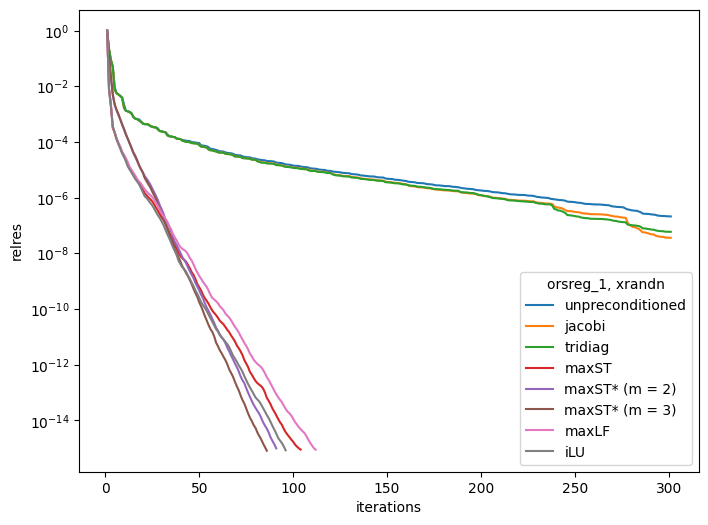 relres
10^0
10^-2
10^-4
10^-6
10^-8
10^-10
10^-12
10^-14
0
50
100
150
200
250
300
iterations
orsreg_1, xrandn
unpreconditioned
jacobi
tridiag
maxST
maxST* (m = 2)
maxST* (m = 3)
maxLF
iLU